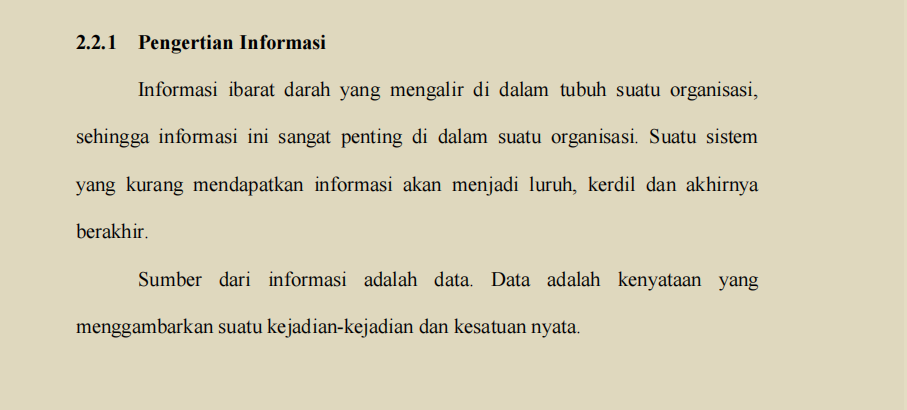 2.2.1 Pengertian Informasi
Informasi ibarat darah yang mengalir di dalam tubuh suatu organisasi,
sehingga informasi ini sangat penting di dalam suatu organisasi. Suatu sistem
yang kurang mendapatkan informasi akan menjadi luruh, kerdil dan akhirnya
berakhir.
Sumber dari informasi adalah data. Data adalah kenyataan yang
menggambarkan suatu kejadian-kejadian dan kesatuan nyata.